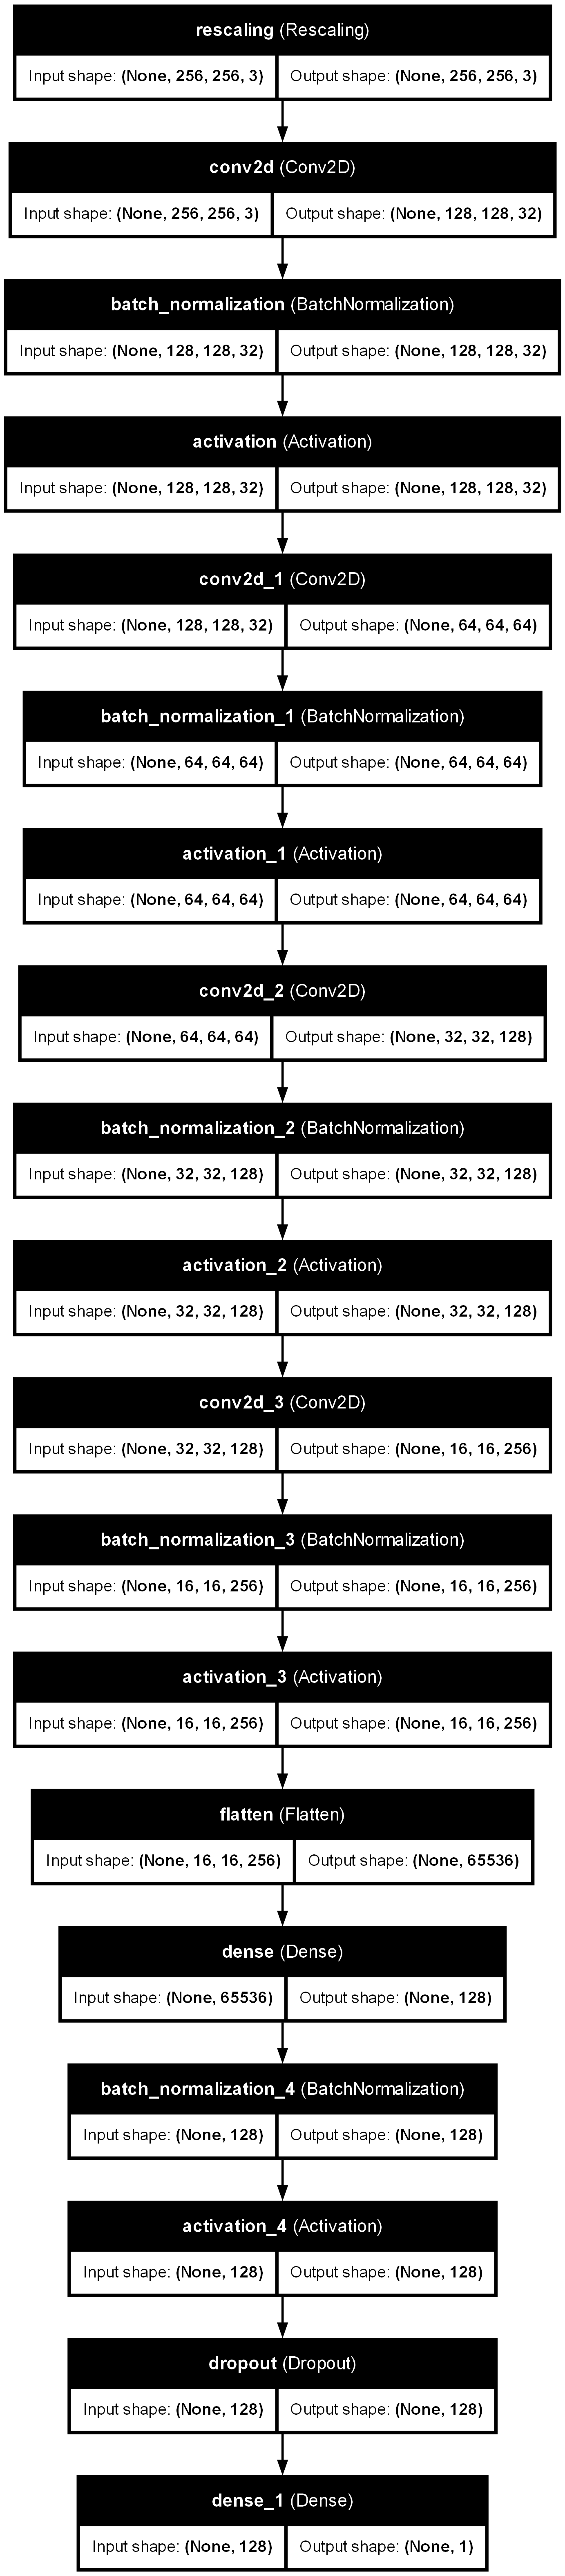 rescaling (Rescaling)
Input shape: (None, 256, 256, 3) Output shape: (None, 256, 256, 3)
conv2d (Conv2D)
Input shape: (None, 256, 256, 3) Output shape: (None, 128, 128, 32)
batch_normalization (BatchNormalization)
Input shape: (None, 128, 128, 32) Output shape: (None, 128, 128, 32)
activation (Activation)
Input shape: (None, 128, 128, 32) Output shape: (None, 128, 128, 32)
conv2d_1 (Conv2D)
Input shape: (None, 128, 128, 32) Output shape: (None, 64, 64, 64)
batch_normalization_1 (BatchNormalization)
Input shape: (None, 64, 64, 64) Output shape: (None, 64, 64, 64)
activation_1 (Activation)
Input shape: (None, 64, 64, 64) Output shape: (None, 64, 64, 64)
conv2d_2 (Conv2D)
Input shape: (None, 64, 64, 64) Output shape: (None, 32, 32, 128)
batch_normalization_2 (BatchNormalization)
Input shape: (None, 32, 32, 128) Output shape: (None, 32, 32, 128)
activation_2 (Activation)
Input shape: (None, 32, 32, 128) Output shape: (None, 32, 32, 128)
conv2d_3 (Conv2D)
Input shape: (None, 32, 32, 128) Output shape: (None, 16, 16, 256)
batch_normalization_3 (BatchNormalization)
Input shape: (None, 16, 16, 256) Output shape: (None, 16, 16, 256)
activation_3 (Activation)
Input shape: (None, 16, 16, 256) Output shape: (None, 16, 16, 256)
flatten (Flatten)
Input shape: (None, 16, 16, 256) Output shape: (None, 65536)
dense (Dense)
Input shape: (None, 65536) Output shape: (None, 128)
batch_normalization_4 (BatchNormalization)
Input shape: (None, 128) Output shape: (None, 128)
activation_4 (Activation)
Input shape: (None, 128) Output shape: (None, 128)
dropout (Dropout)
Input shape: (None, 128) Output shape: (None, 128)
dense_1 (Dense)
Input shape: (None, 128) Output shape: (None, 1)